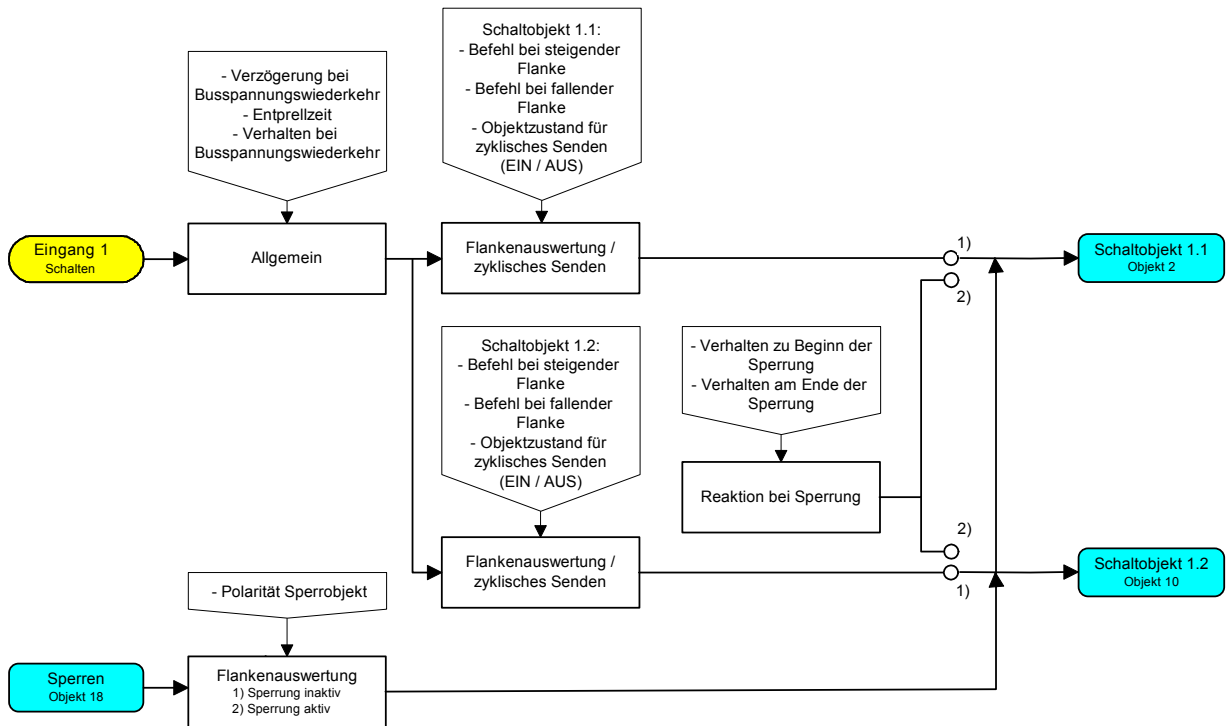 Schaltobjekt 1.1:
- Befehl bei steigender
Flanke
- Befehl bei fallender
Flanke
- Objektzustand für
zyklisches Senden
(EIN / AUS)
- Verzögerung bei
Busspannungswiederkehr
- Entprellzeit
- Verhalten bei
Busspannungswiederkehr
Eingang 1
Schalten
Allgemein
Flankenauswertung /
zyklisches Senden
1)
2)
Schaltobjekt 1.1
Objekt 2
Schaltobjekt 1.2:
- Befehl bei steigender
Flanke
- Befehl bei fallender
Flanke
- Objektzustand für
zyklisches Senden
(EIN / AUS)
- Verhalten zu Beginn der
Sperrung
- Verhalten am Ende der
Sperrung
Reaktion bei Sperrung
Flankenauswertung /
zyklisches Senden
2)
1)
Schaltobjekt 1.2
Objekt 10
- Polarität Sperrobjekt
Sperren
Objekt 18
Flankenauswertung
1) Sperrung inaktiv
2) Sperrung aktiv